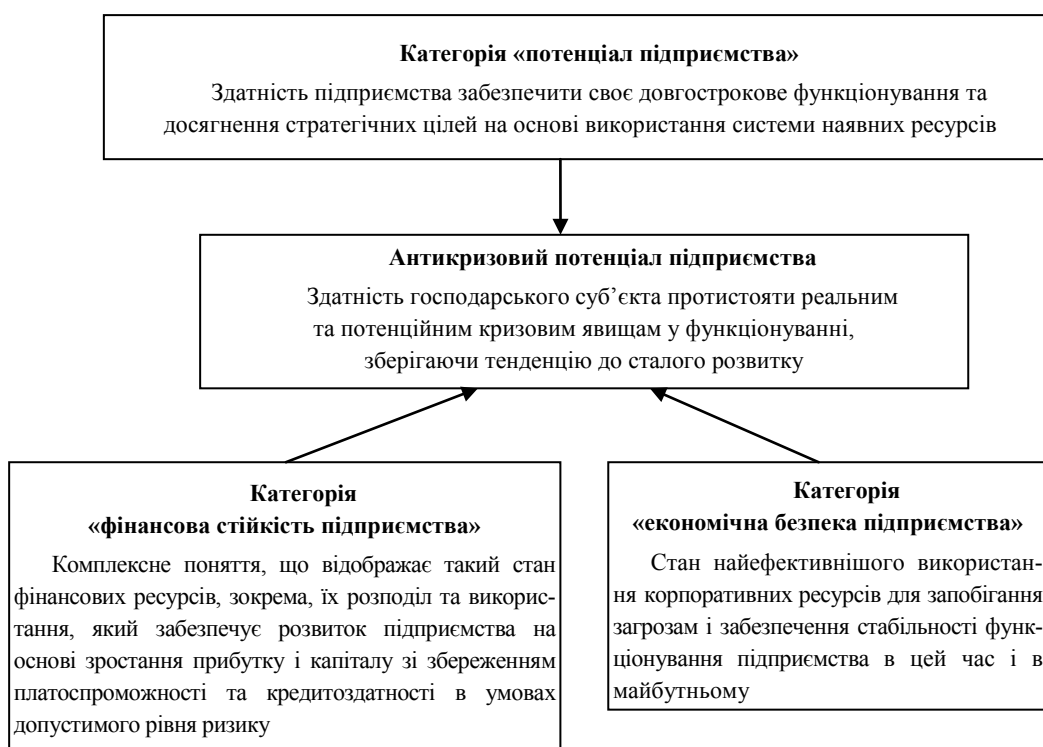 Категорія «потенціал підприємства»
Здатність підприємства забезпечити своє довгострокове функціонування та
досягнення стратегічних цілей на основі використання системи наявних ресурсів
Антикризовий потенціал підприємства
Здатність господарського суб’єкта протистояти реальним
та потенційним кризовим явищам у функціонуванні,
зберігаючи тенденцію до сталого розвитку
Категорія
«фінансова стійкість підприємства»
Комплексне поняття, що відображає такий стан
фінансових ресурсів, зокрема, їх розподіл та викорис-
тання, який забезпечує розвиток підприємства на
основі зростання прибутку і капіталу зі збереженням
платоспроможності та кредитоздатності в умовах
допустимого рівня ризику
Категорія
«економічна безпека підприємства»
Стан найефективнішого використан-
ня корпоративних ресурсів для запобігання
загрозам і забезпечення стабільності функ-
ціонування підприємства в цей час і в
майбутньому